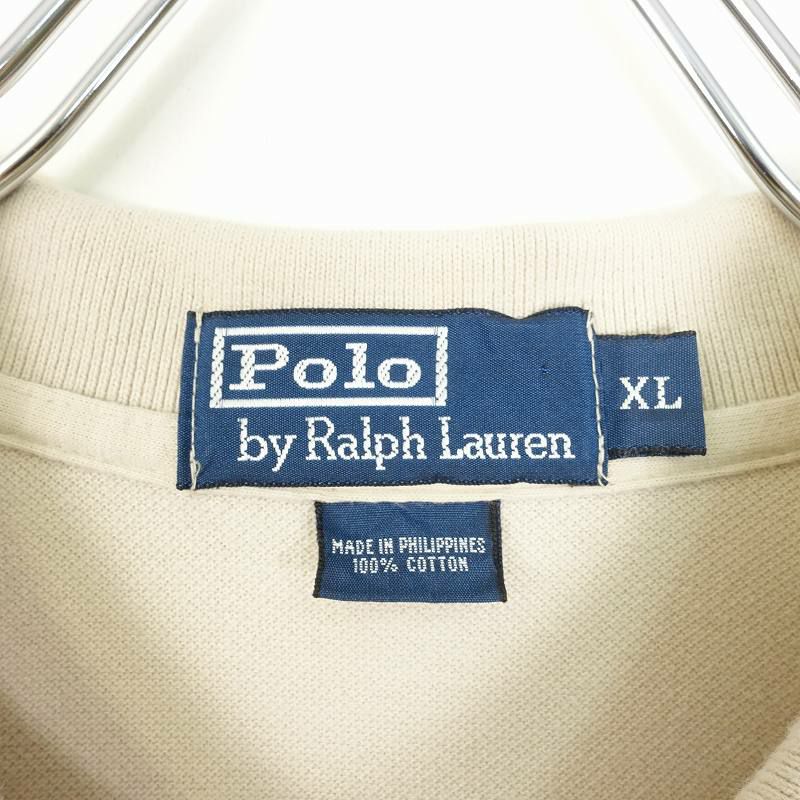 Polo
by Ralph Lauren
XL
MADE IN PHILIPPINES
100% COTTON